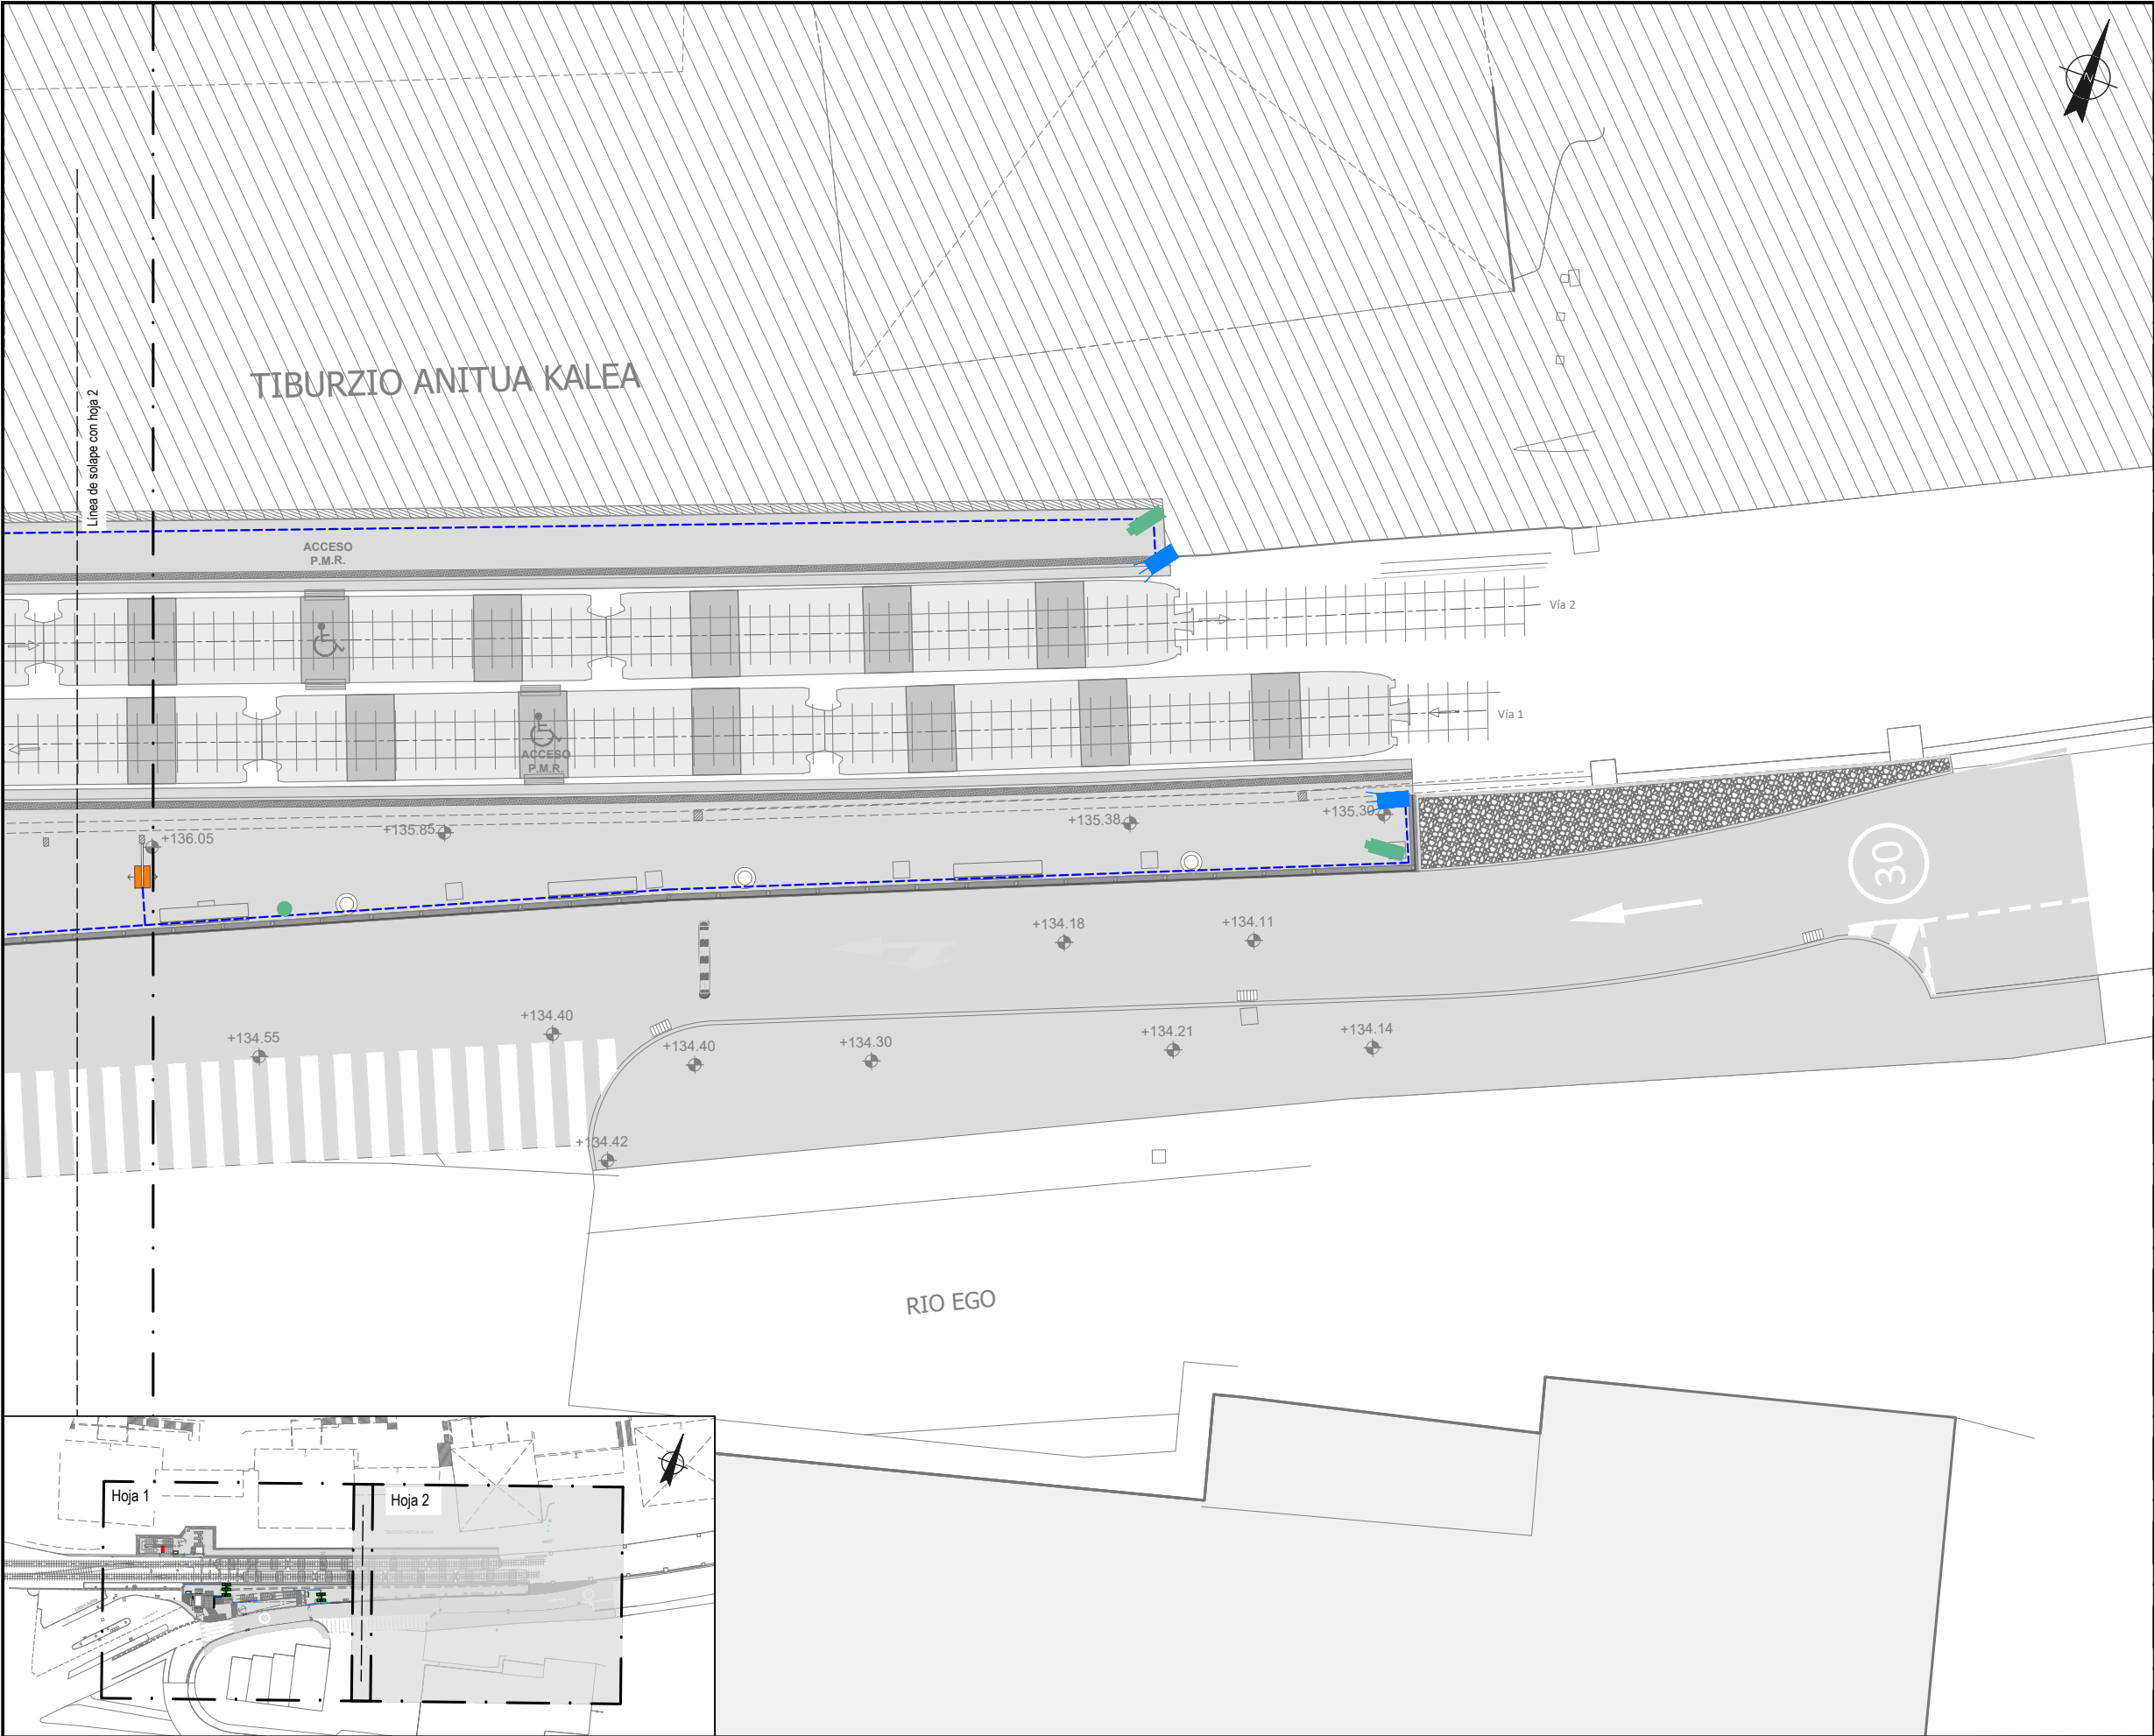 N
TIBURZIO ANITUA KALEA
Línea de solape con hoja 2
ACCESO
P.M.R.
Vía 2
Vía 1
ACCESO
P.M.R.
+136.05
+135.85
+135.38
+135.30
30
+134.18
+134.11
+134.55
+134.40
+134.40
+134.30
+134.21
+134.14
+134.42
RIO EGO
Hoja 1
Hoja 2